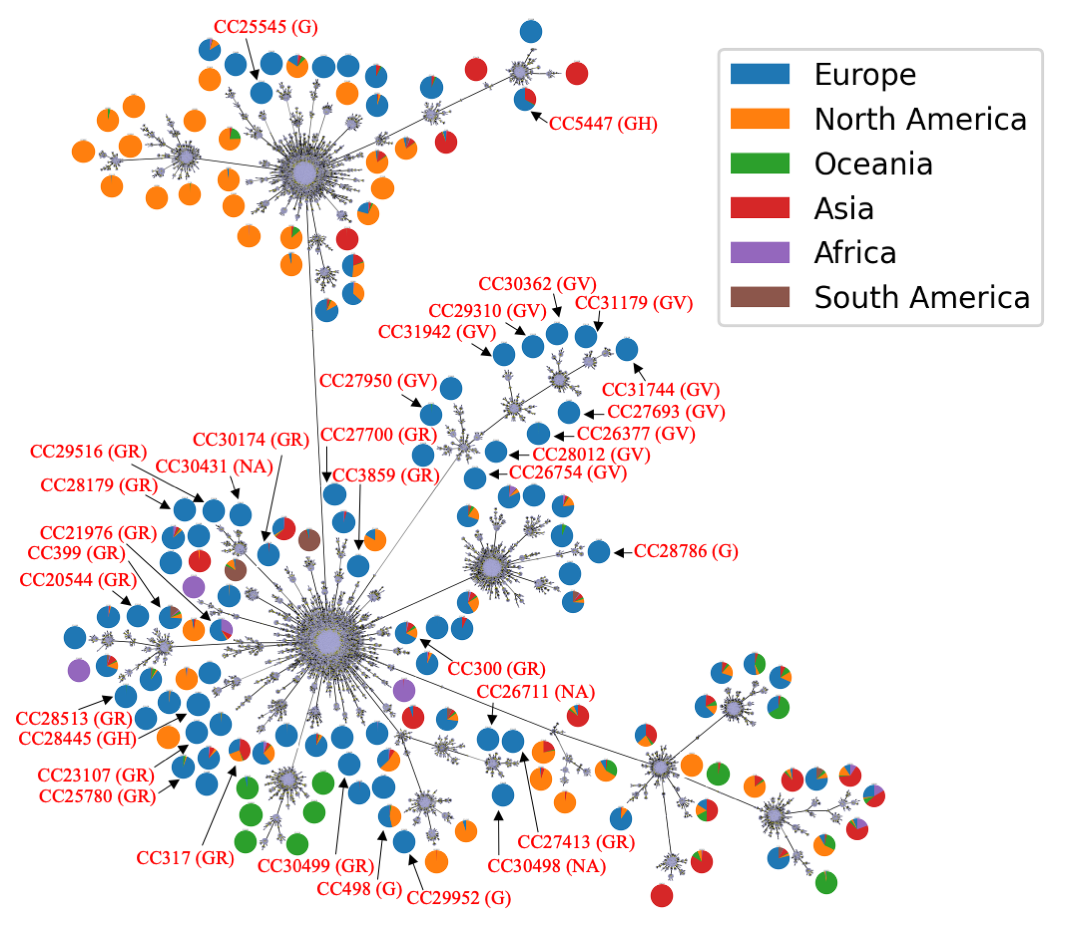 CC25545 (G)
CC5447 (GH)
Europe
North America
Oceania
Asia
Africa
South America
CC30362 (GV)
CC31179 (GV)
CC29310 (GV)
CC31942 (GV)
CC27950 (GV)
CC31744 (GV)
CC27693 (GV)
CC26377 (GV)
CC28012 (GV)
CC26754 (GV)
CC27700 (GR)
CC3859 (GR)
CC30174 (GR)
CC29516 (GR)
CC30431 (NA)
CC28179 (GR)
CC21976 (GR)
CC399 (GR)
CC20544 (GR)
CC28786 (G)
CC300 (GR)
CC26711 (NA)
CC28513 (GR)
CC28445 (GH)
CC23107 (GR)
CC25780 (GR)
CC317 (GR)
CC30499 (GR)
CC498 (G)
CC29952 (G)
CC27413 (GR)
CC30498 (NA)